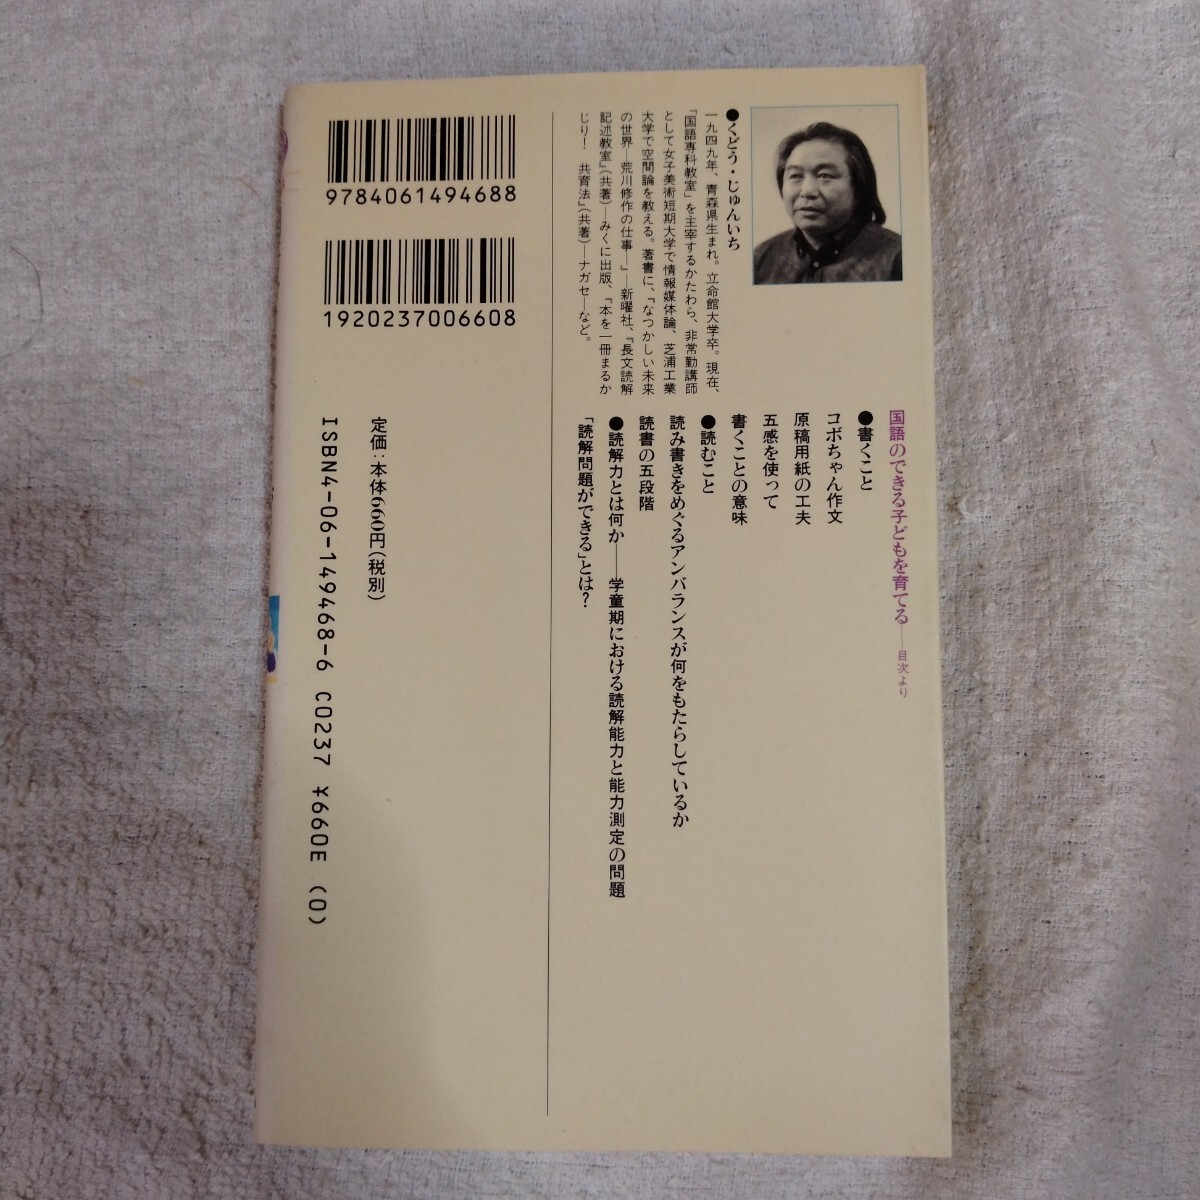 ●くどう・じゅんいち
一九四九年、青森県生まれ。立命館大学卒。現在、
「国語専科教室」を主宰するかたわら、非常勤講師
として女子美術短期大学で情報媒体論、芝浦工業
大学で空間論を教える。著書に、『なつかしい未来
の世界―荒川修作の仕事―』―新曜社、『長文読解
記述教室』(共著)―みくに出版、『本を一冊まるか
じり! 共育法』(共著)―ナガセ―など。
国語のできる子どもを育てる――目次より
●書くこと
コボちゃん作文
原稿用紙の工夫
五感を使って
書くことの意味
●読むこと
読み書きをめぐるアンバランスが何をもたらしているか
読書の五段階
●読解力とは何か――学童期における読解能力と能力測定の問題
「読解問題ができる」とは?
9784061494688
1920237006608
定価:本体660円(税別)
ISBN4-06-149468-6 C0237 ¥660E (0)